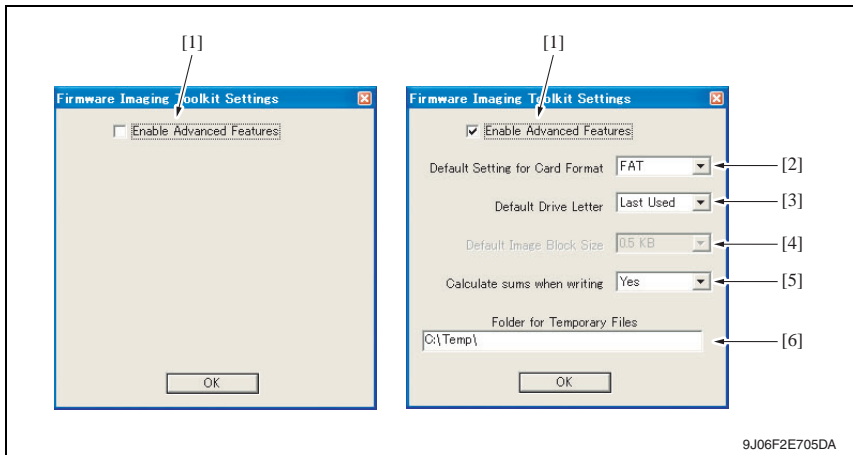 [1]
Firmware Imaging Toolkit Settings
Enable Advanced Features
OK
[1]
Firmware Imaging Toolkit Settings
Enable Advanced Features
Default Setting for Card Format FAT [2]
Default Drive Letter Last Used [3]
Default Image Block Size 0.5 KB [4]
Calculate sums when writing Yes [5]
Folder for Temporary Files
C:\Temp\ [6]
OK
9J06F2E705DA